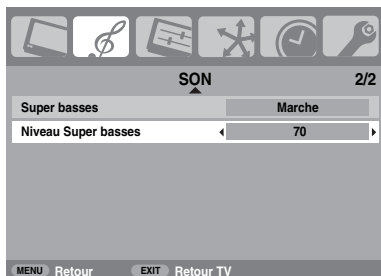 SON 2/2
Super basses Marche
Niveau Super basses 70
MENU Retour EXIT Retour TV